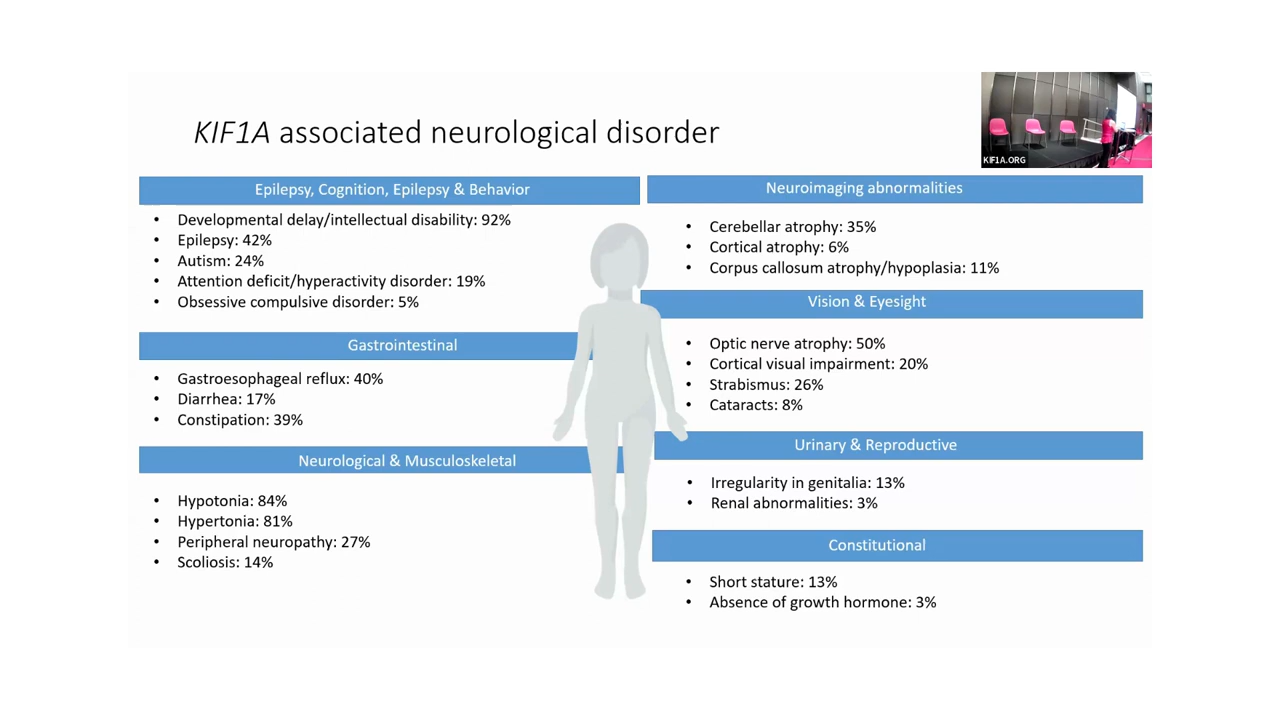 KIF1A associated neurological disorder
KIF1A.ORG
Epilepsy, Cognition, Epilepsy & Behavior
• Developmental delay/intellectual disability: 92%
• Epilepsy: 42%
• Autism: 24%
• Attention deficit/hyperactivity disorder: 19%
• Obsessive compulsive disorder: 5%
Gastrointestinal
• Gastroesophageal reflux: 40%
• Diarrhea: 17%
• Constipation: 39%
Neurological & Musculoskeletal
• Hypotonia: 84%
• Hypertonia: 81%
• Peripheral neuropathy: 27%
• Scoliosis: 14%
Neuroimaging abnormalities
• Cerebellar atrophy: 35%
• Cortical atrophy: 6%
• Corpus callosum atrophy/hypoplasia: 11%
Vision & Eyesight
• Optic nerve atrophy: 50%
• Cortical visual impairment: 20%
• Strabismus: 26%
• Cataracts: 8%
Urinary & Reproductive
• Irregularity in genitalia: 13%
• Renal abnormalities: 3%
Constitutional
• Short stature: 13%
• Absence of growth hormone: 3%